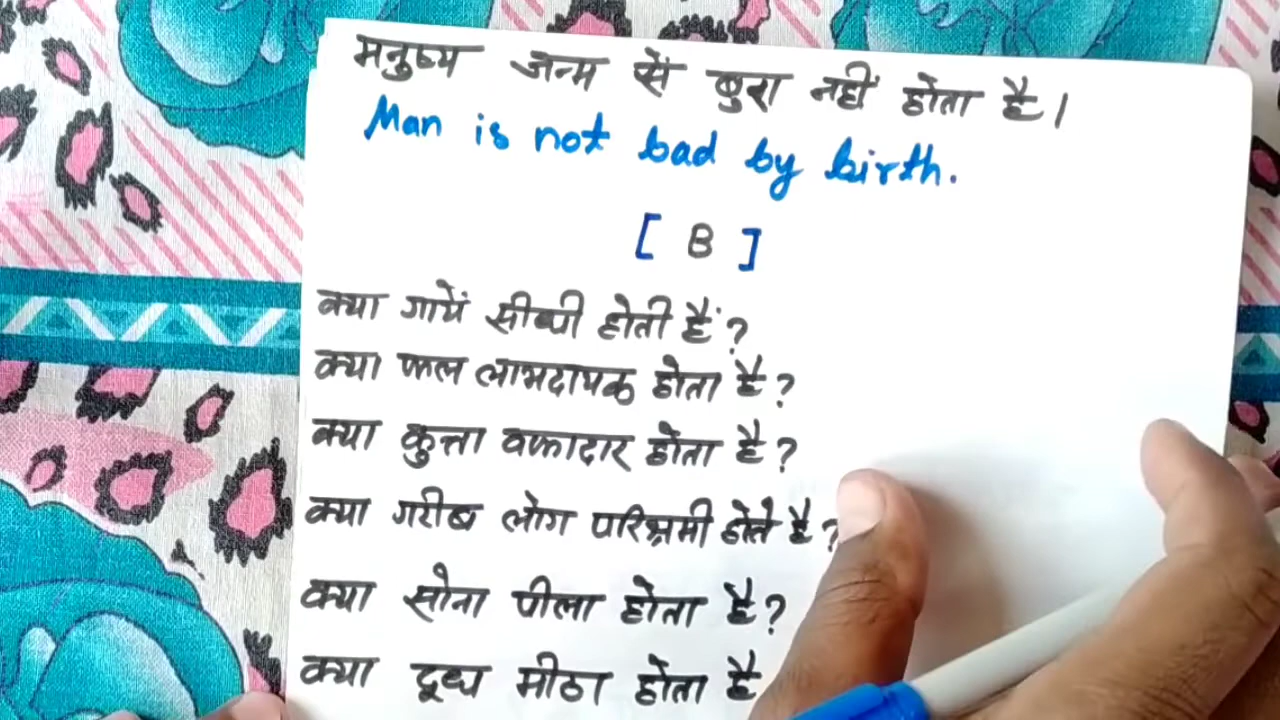 मनुष्य जन्म से बुरा नहीं होता है।
Man is not bad by birth.
[ B ]
क्या गायें सीधी होती हैं?
क्या फल लाभदायक होता है?
क्या कुत्ता वफादार होता है?
क्या गरीब लोग परिश्रमी होते है?
क्या सोना पीला होता है?
क्या दूध मीठा होता है